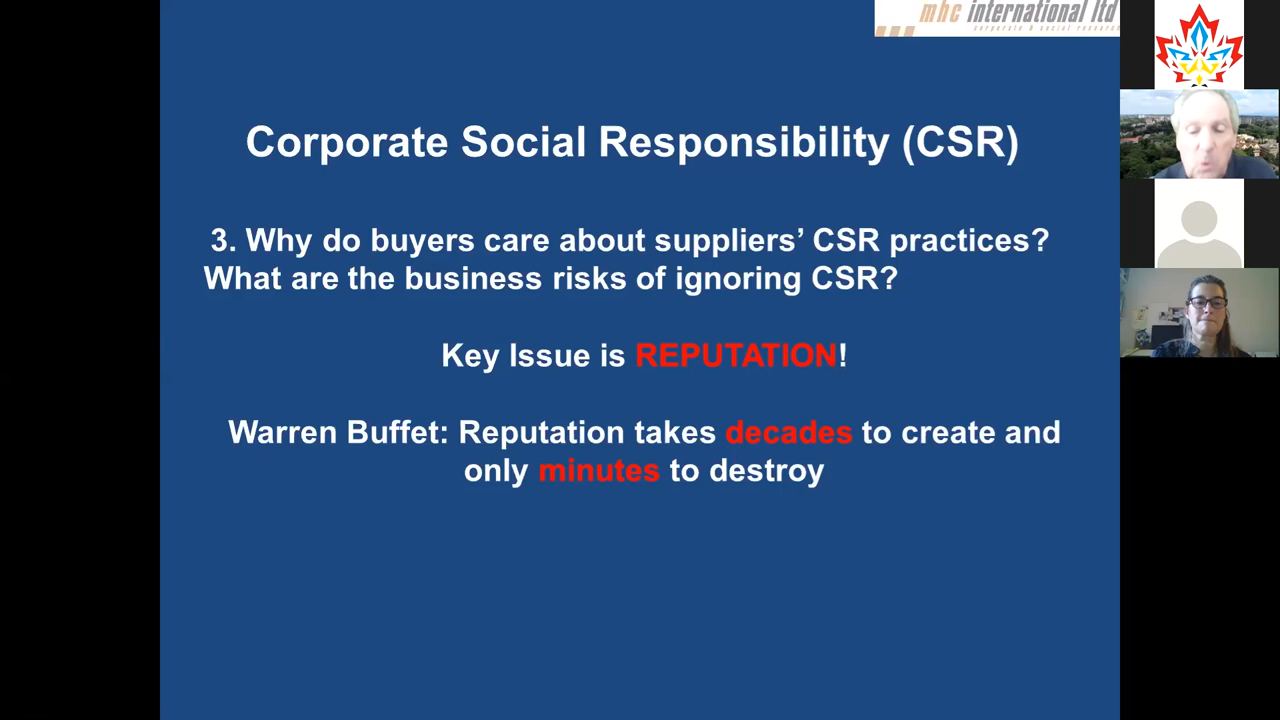 mhc international ltd
Corporate Social Responsibility (CSR)
3. Why do buyers care about suppliers’ CSR practices?
What are the business risks of ignoring CSR?
Key Issue is REPUTATION!
Warren Buffet: Reputation takes decades to create and
only minutes to destroy